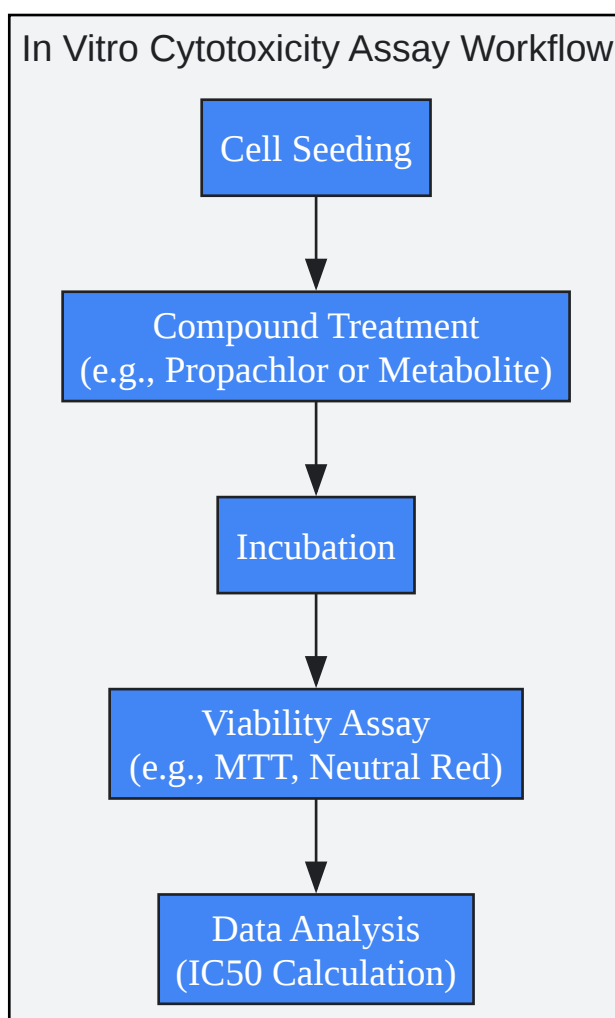 In Vitro Cytotoxicity Assay Workflow
Cell Seeding
Compound Treatment
(e.g., Propachlor or Metabolite)
Incubation
Viability Assay
(e.g., MTT, Neutral Red)
Data Analysis
(IC50 Calculation)